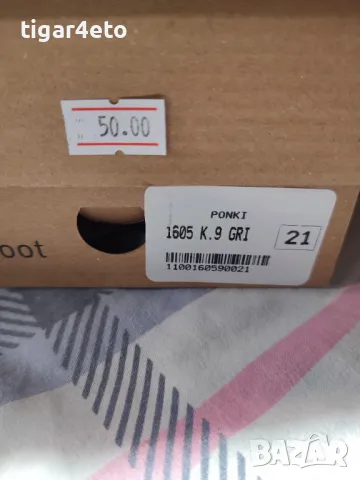 tigar4eto
50.00
PONKI
1605 K.9 GRI
21
1100160590021
oot
BAZAR